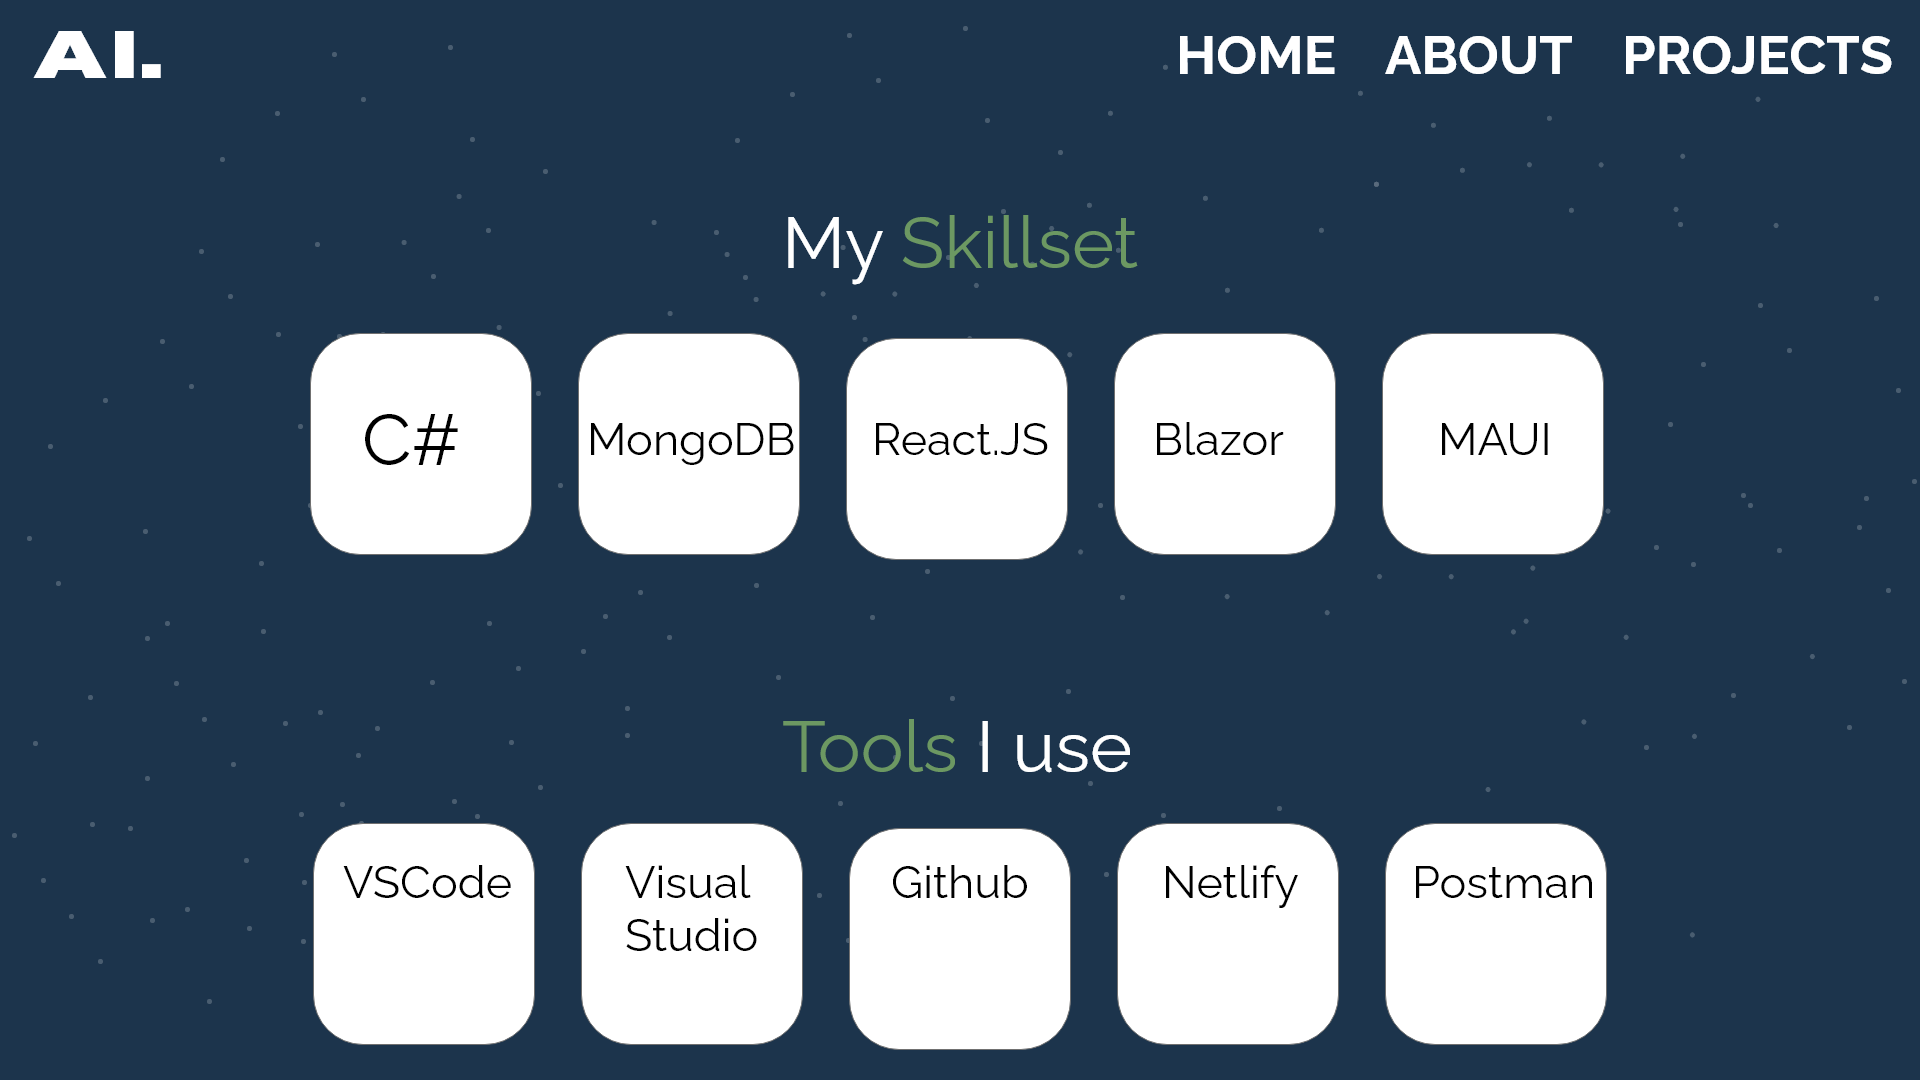 AI.
HOME ABOUT PROJECTS
My Skillset
C# MongoDB React.JS Blazor MAUI
Tools I use
VSCode Visual Studio Github Netlify Postman